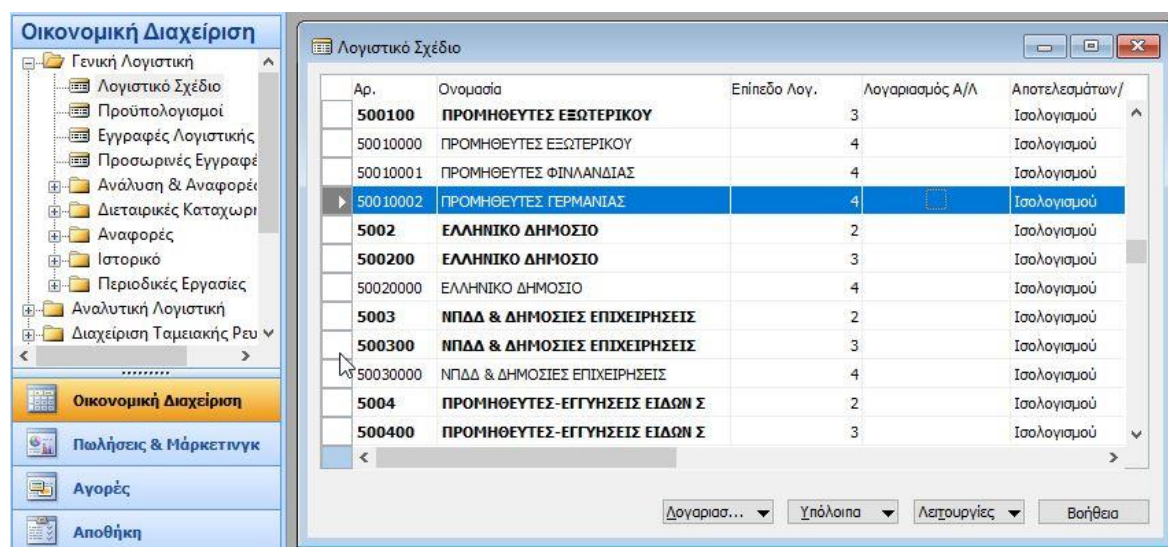 Οικονομική Διαχείριση
Γενική Λογιστική
Λογιστικό Σχέδιο
Προϋπολογισμοί
Εγγραφές Λογιστικής
Προσωρινές Εγγραφέ
Ανάλυση & Αναφορές
Διεταιρικές Καταχωρι
Αναφορές
Ιστορικό
Περιοδικές Εργασίες
Αναλυτική Λογιστική
Διαχείριση Ταμειακής Ρευ
Οικονομική Διαχείριση
Πωλήσεις & Μάρκετινγκ
Αγορές
Αποθήκη
Λογιστικό Σχέδιο
Αρ. Ονομασία Επίπεδο Λογ. Λογαριασμός Α/Λ Αποτελεσμάτων/
500100 ΠΡΟΜΗΘΕΥΤΕΣ ΕΞΩΤΕΡΙΚΟΥ 3 Ισολογισμού
50010000 ΠΡΟΜΗΘΕΥΤΕΣ ΕΞΩΤΕΡΙΚΟΥ 4 Ισολογισμού
50010001 ΠΡΟΜΗΘΕΥΤΕΣ ΦΙΝΛΑΝΔΙΑΣ 4 Ισολογισμού
50010002 ΠΡΟΜΗΘΕΥΤΕΣ ΓΕΡΜΑΝΙΑΣ 4 Ισολογισμού
5002 ΕΛΛΗΝΙΚΟ ΔΗΜΟΣΙΟ 2 Ισολογισμού
500200 ΕΛΛΗΝΙΚΟ ΔΗΜΟΣΙΟ 3 Ισολογισμού
50020000 ΕΛΛΗΝΙΚΟ ΔΗΜΟΣΙΟ 4 Ισολογισμού
5003 ΝΠΔΔ & ΔΗΜΟΣΙΕΣ ΕΠΙΧΕΙΡΗΣΕΙΣ 2 Ισολογισμού
500300 ΝΠΔΔ & ΔΗΜΟΣΙΕΣ ΕΠΙΧΕΙΡΗΣΕΙΣ 3 Ισολογισμού
50030000 ΝΠΔΔ & ΔΗΜΟΣΙΕΣ ΕΠΙΧΕΙΡΗΣΕΙΣ 4 Ισολογισμού
5004 ΠΡΟΜΗΘΕΥΤΕΣ-ΕΓΓΥΗΣΕΙΣ ΕΙΔΩΝ Σ 2 Ισολογισμού
500400 ΠΡΟΜΗΘΕΥΤΕΣ-ΕΓΓΥΗΣΕΙΣ ΕΙΔΩΝ Σ 3 Ισολογισμού
Λογαριασ... Υπόλοιπα Λειτουργίες Βοήθεια